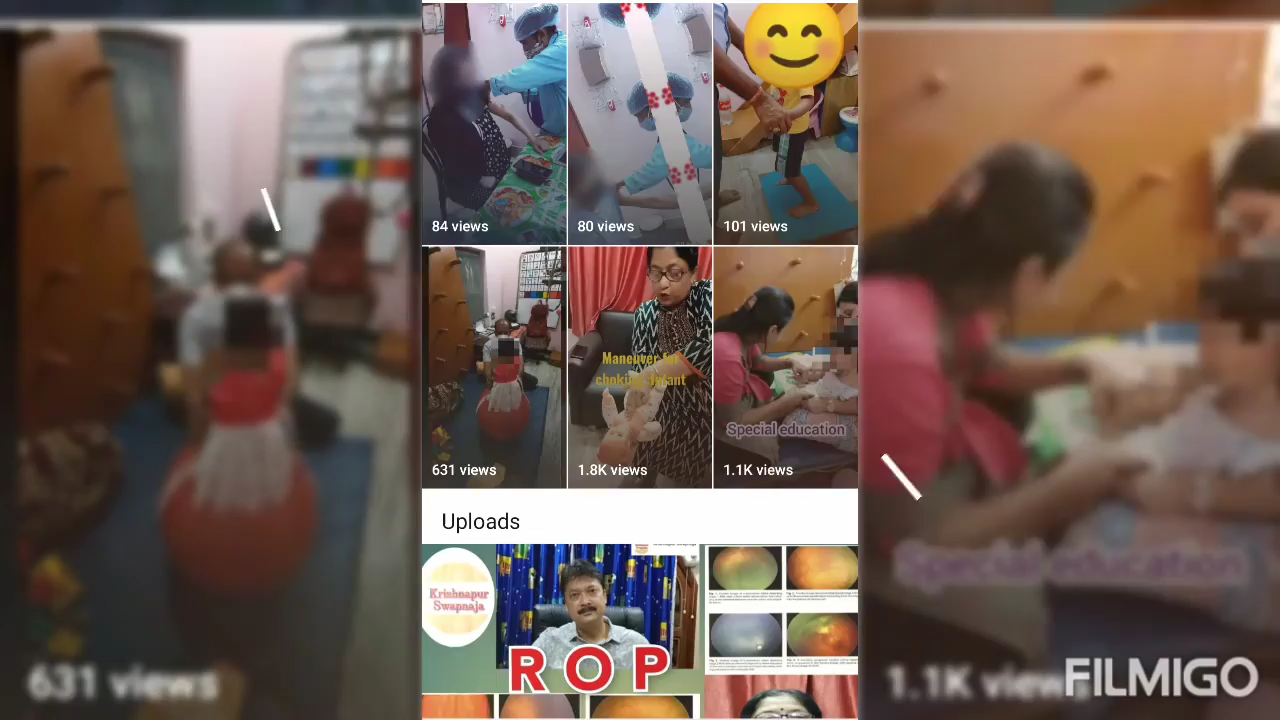 84 views
80 views
101 views
Maneuver for
choking Infant
Special education
631 views
1.8K views
1.1K views
Uploads
Krishnapur
Swapnaja
ROP
631 views
Special education
1.1K views
FILMIGO